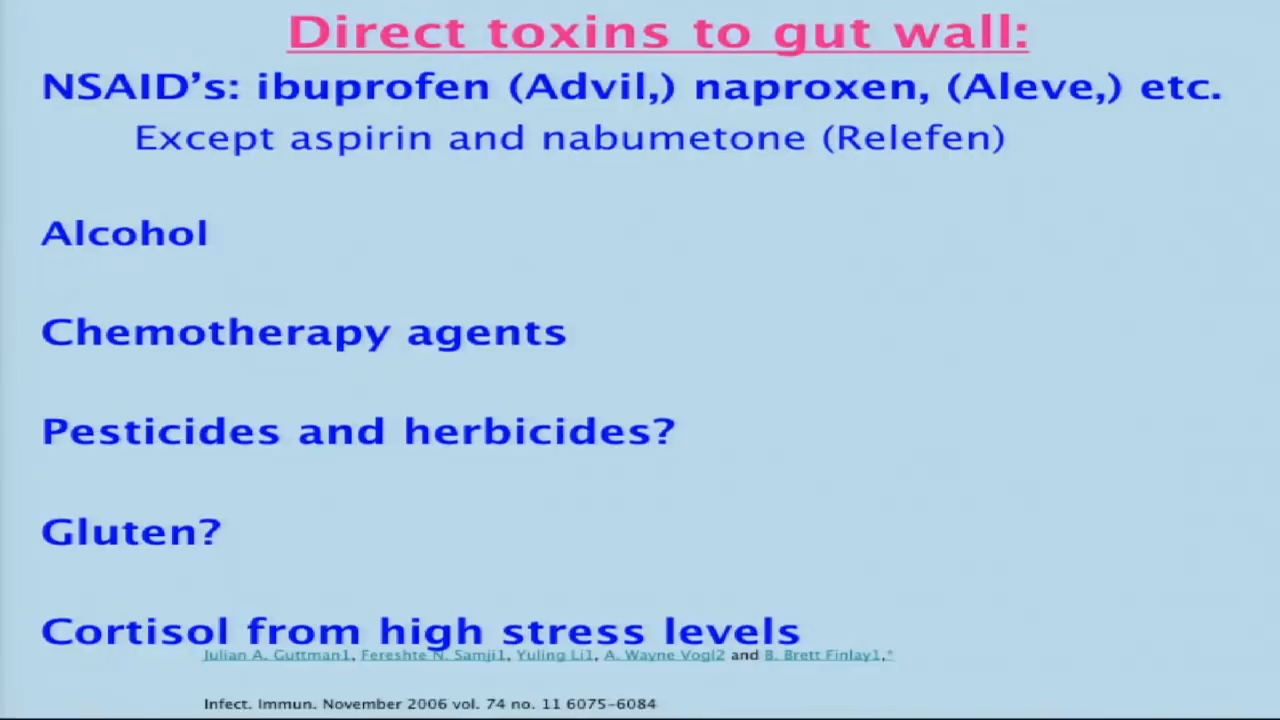 Direct toxins to gut wall:
NSAID’s: ibuprofen (Advil,) naproxen, (Aleve,) etc.
Except aspirin and nabumetone (Relefen)
Alcohol
Chemotherapy agents
Pesticides and herbicides?
Gluten?
Cortisol from high stress levels
Julian A. Guttman1, Fereshte N. Samji1, Yuling Li1, A. Wayne Vogl2 and B. Brett Finlay1,*
Infect. Immun. November 2006 vol. 74 no. 11 6075-6084